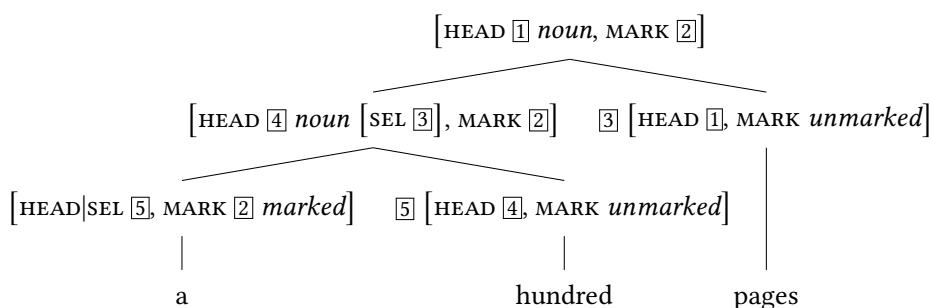 [HEAD 1 noun, MARK 2]
[HEAD 4 noun [SEL 3], MARK 2] 3 [HEAD 1, MARK unmarked]
[HEAD|SEL 5, MARK 2 marked] 5 [HEAD 4, MARK unmarked]
a hundred pages